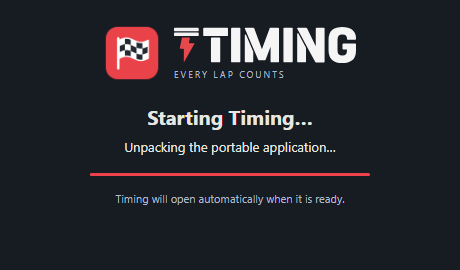 TIMING
EVERY LAP COUNTS
Starting Timing...
Unpacking the portable application...
Timing will open automatically when it is ready.